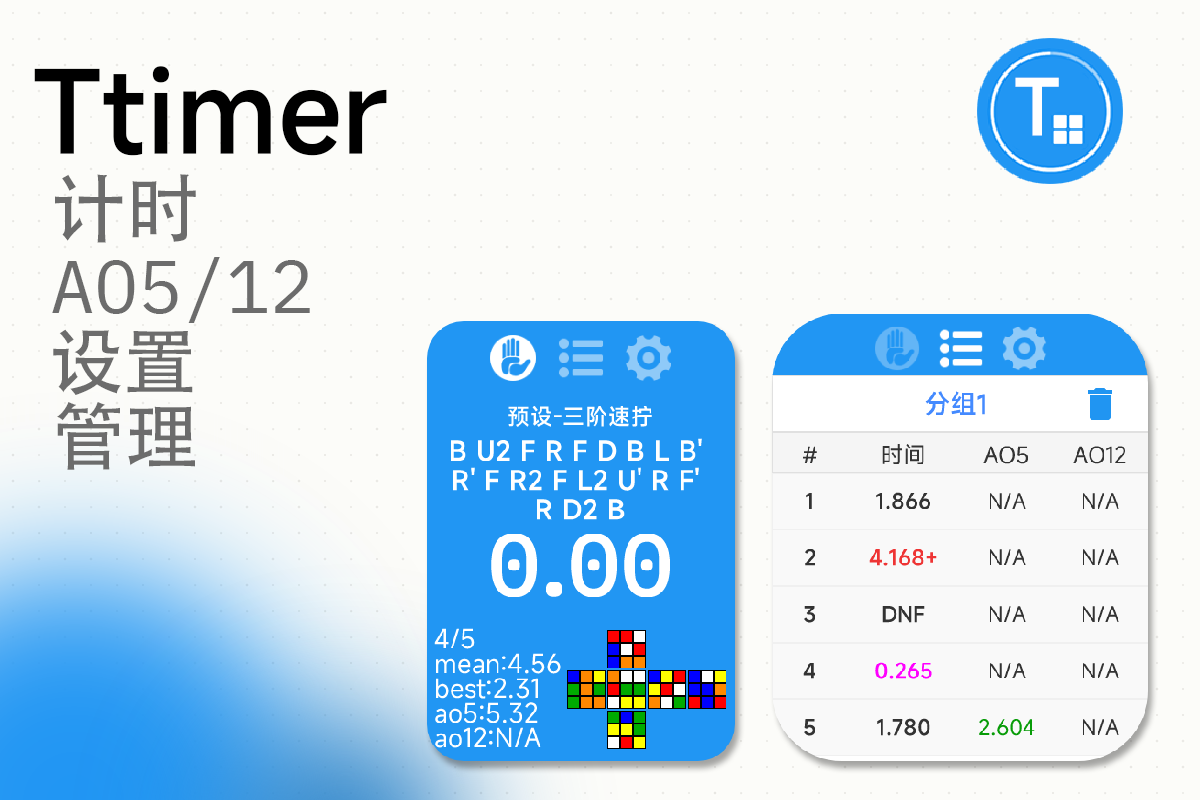 Ttimer
计时
AO5/12
设置
管理
T
预设-三阶速拧
B U2 F R F D B L B'
R' F R2 F L2 U' R F'
R D2 B
0.00
4/5
mean:4.56
best:2.31
ao5:5.32
ao12:N/A
分组1
# 时间 AO5 AO12
1 1.866 N/A N/A
2 4.168+ N/A N/A
3 DNF N/A N/A
4 0.265 N/A N/A
5 1.780 2.604 N/A